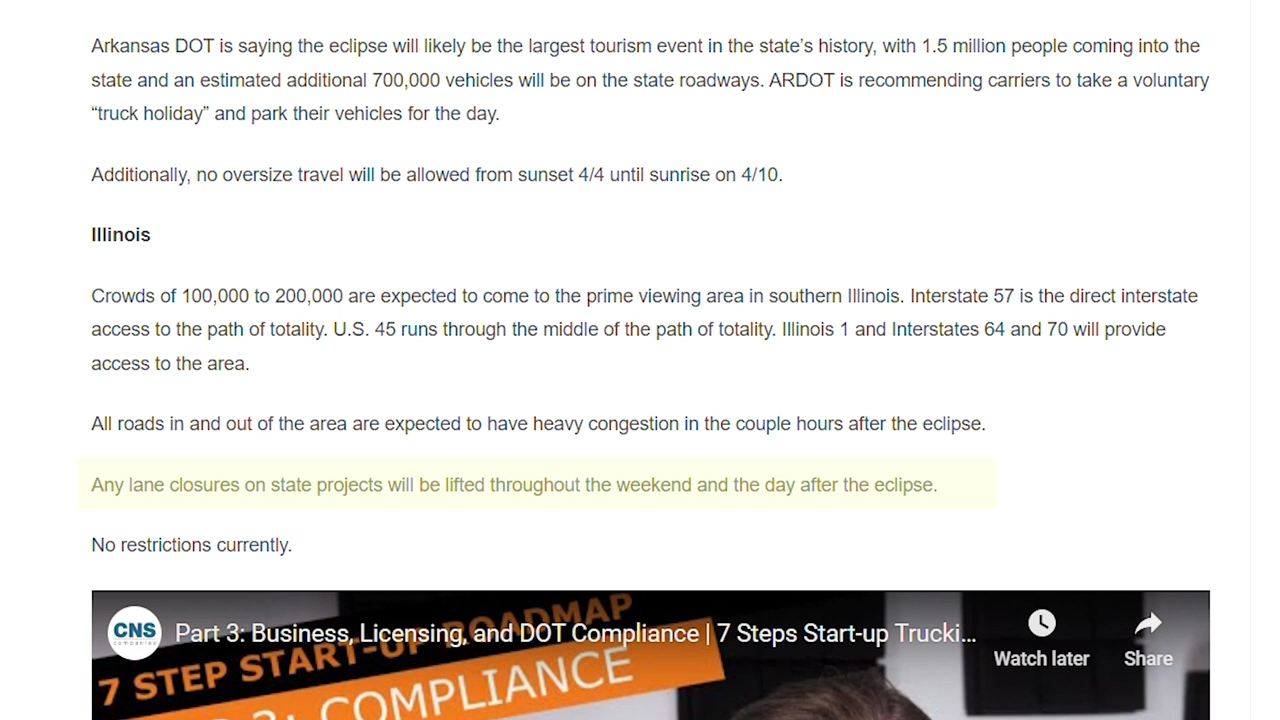 Arkansas DOT is saying the eclipse will likely be the largest tourism event in the state’s history, with 1.5 million people coming into the
state and an estimated additional 700,000 vehicles will be on the state roadways. ARDOT is recommending carriers to take a voluntary
“truck holiday” and park their vehicles for the day.
Additionally, no oversize travel will be allowed from sunset 4/4 until sunrise on 4/10.
Illinois
Crowds of 100,000 to 200,000 are expected to come to the prime viewing area in southern Illinois. Interstate 57 is the direct interstate
access to the path of totality. U.S. 45 runs through the middle of the path of totality. Illinois 1 and Interstates 64 and 70 will provide
access to the area.
All roads in and out of the area are expected to have heavy congestion in the couple hours after the eclipse.
Any lane closures on state projects will be lifted throughout the weekend and the day after the eclipse.
No restrictions currently.
CNS
companies
Part 3: Business, Licensing, and DOT Compliance | 7 Steps Start-up Trucki...
Watch later
Share
7 STEP START-UP ROADMAP
3: COMPLIANCE